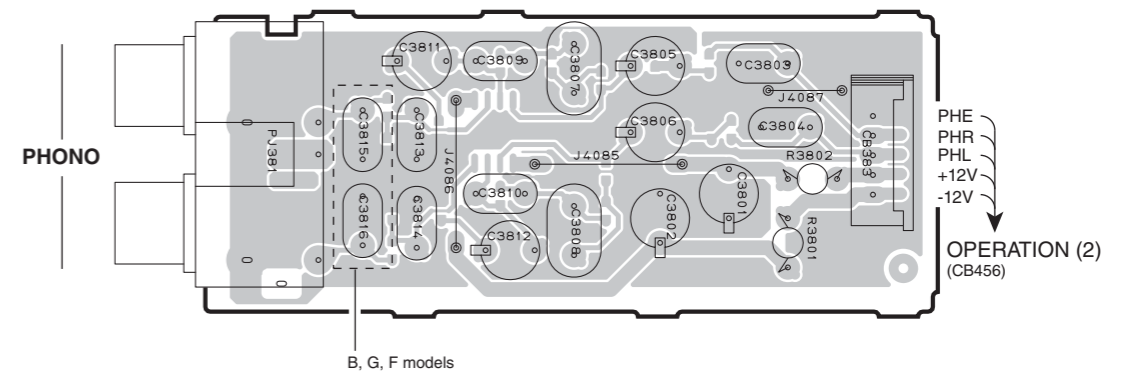 PHONO
PJ381
C3815
C3816
C3813
C3814
C3811
J4086
C3809
C3810
C3812
C3807
C3808
J4085
C3805
C3806
C3802
C3801
C3803
J4087
C3804
R3802
R3801
CB383
PHE
PHR
PHL
+12V
-12V
OPERATION (2)
(CB456)
B, G, F models